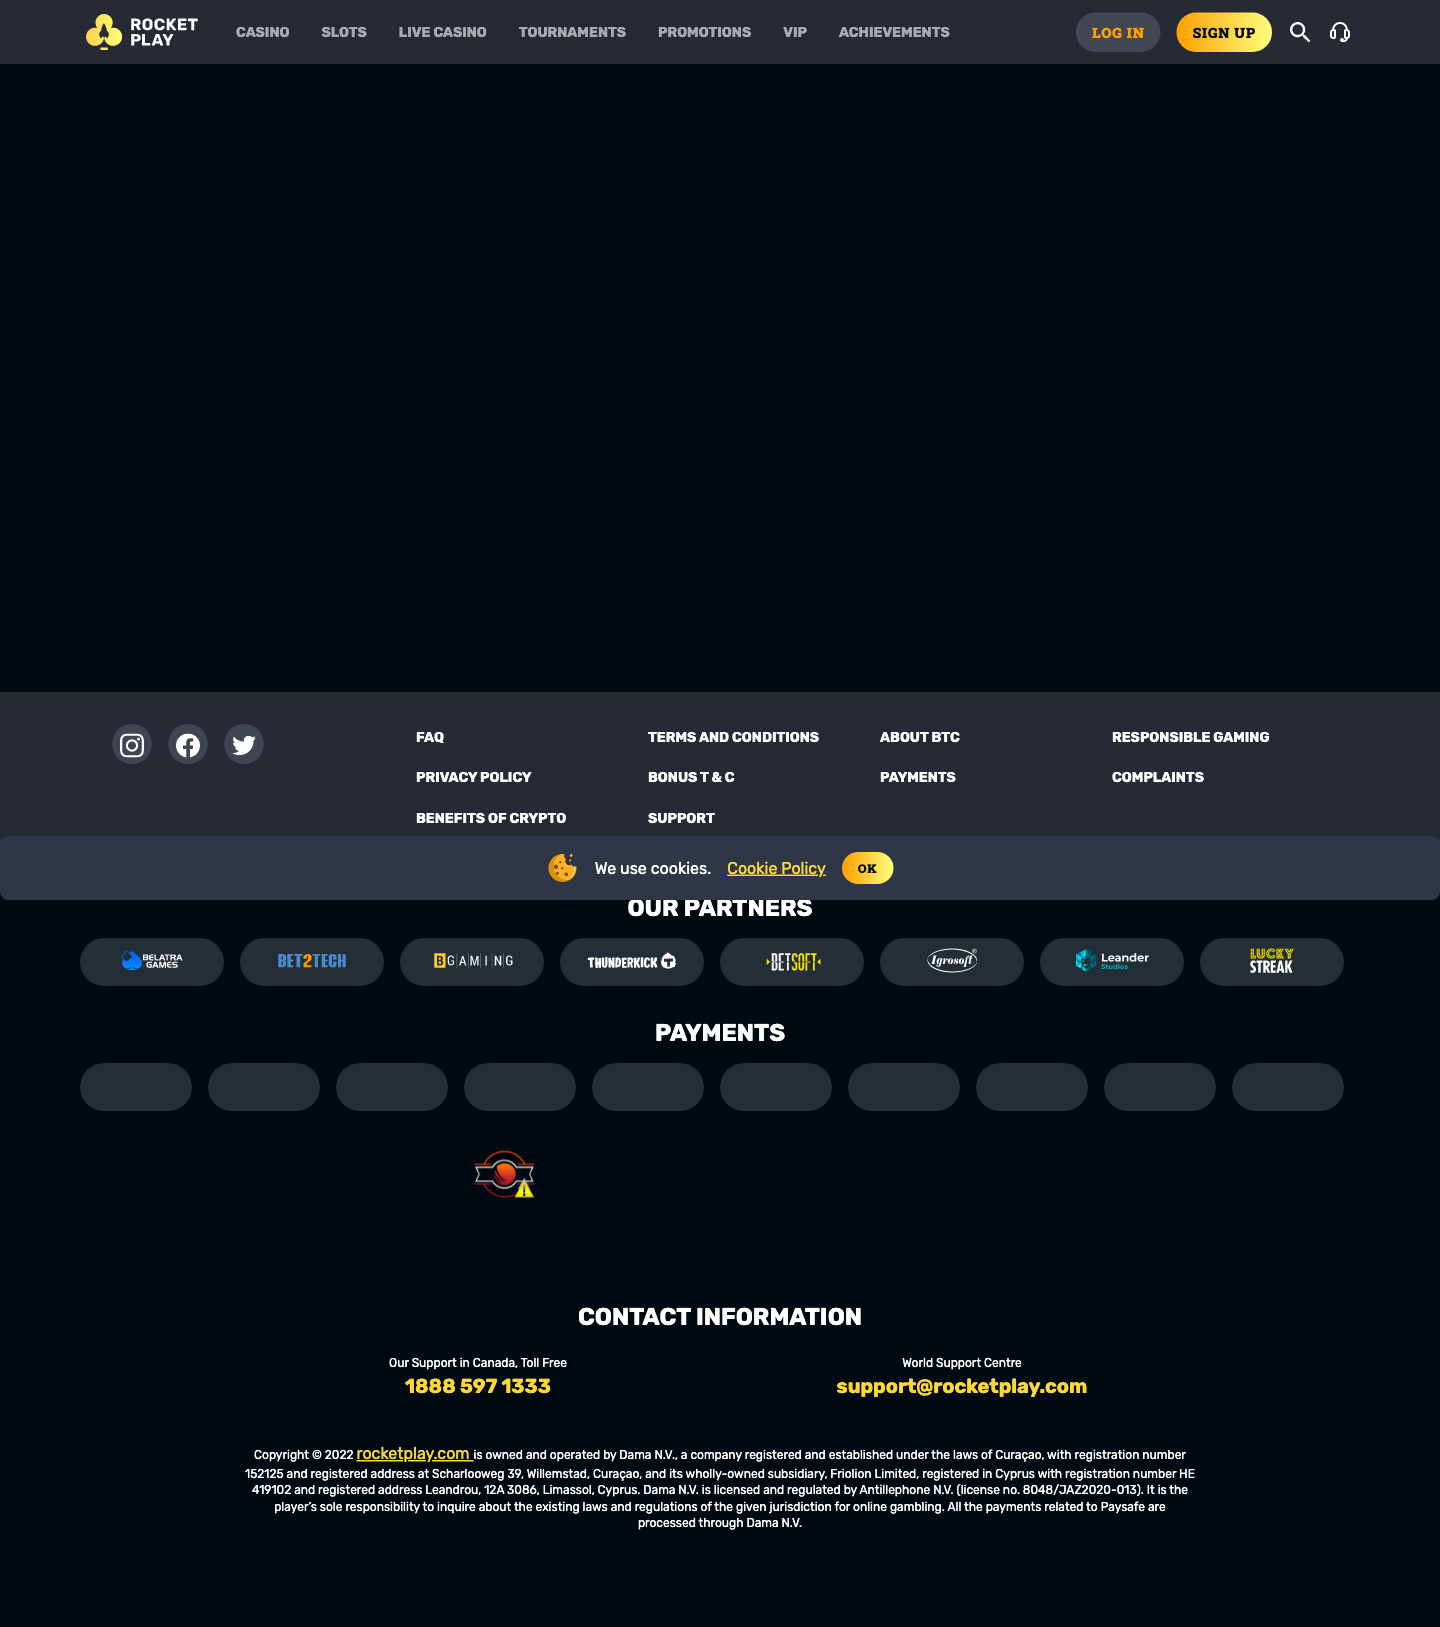 ROCKET
PLAY
CASINO SLOTS LIVE CASINO TOURNAMENTS PROMOTIONS VIP ACHIEVEMENTS LOG IN SIGN UP
FAQ TERMS AND CONDITIONS ABOUT BTC RESPONSIBLE GAMING
PRIVACY POLICY BONUS T & C PAYMENTS COMPLAINTS
BENEFITS OF CRYPTO SUPPORT
We use cookies. Cookie Policy OK
OUR PARTNERS
BELATRA GAMES BET2TECH BGAMING THUNDERKICK BETSOFT Igrosoft Leander Studios LUCKY STREAK
PAYMENTS
CONTACT INFORMATION
Our Support in Canada, Toll Free World Support Centre
1888 597 1333 support@rocketplay.com
Copyright © 2022 rocketplay.com is owned and operated by Dama N.V., a company registered and established under the laws of Curaçao, with registration number
152125 and registered address at Scharlooweg 39, Willemstad, Curaçao, and its wholly-owned subsidiary, Friolion Limited, registered in Cyprus with registration number HE
419102 and registered address Leandrou, 12A 3086, Limassol, Cyprus. Dama N.V. is licensed and regulated by Antillephone N.V. (license no. 8048/JAZ2020-013). It is the
player's sole responsibility to inquire about the existing laws and regulations of the given jurisdiction for online gambling. All the payments related to Paysafe are
processed through Dama N.V.